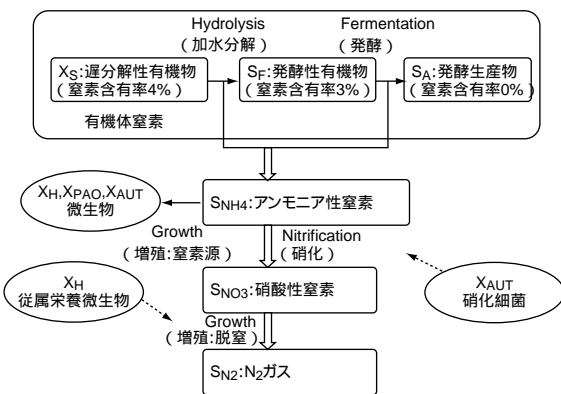 Hydrolysis
(加水分解)
Fermentation
(発酵)
XS:遅分解性有機物
(窒素含有率4%)
SF:発酵性有機物
(窒素含有率3%)
SA:発酵生産物
(窒素含有率0%)
有機体窒素
XH,XPAO,XAUT
微生物
SNH4:アンモニア性窒素
Growth
(増殖:窒素源)
Nitrification
(硝化)
XH
従属栄養微生物
SNO3:硝酸性窒素
XAUT
硝化細菌
Growth
(増殖:脱窒)
SN2:N2ガス